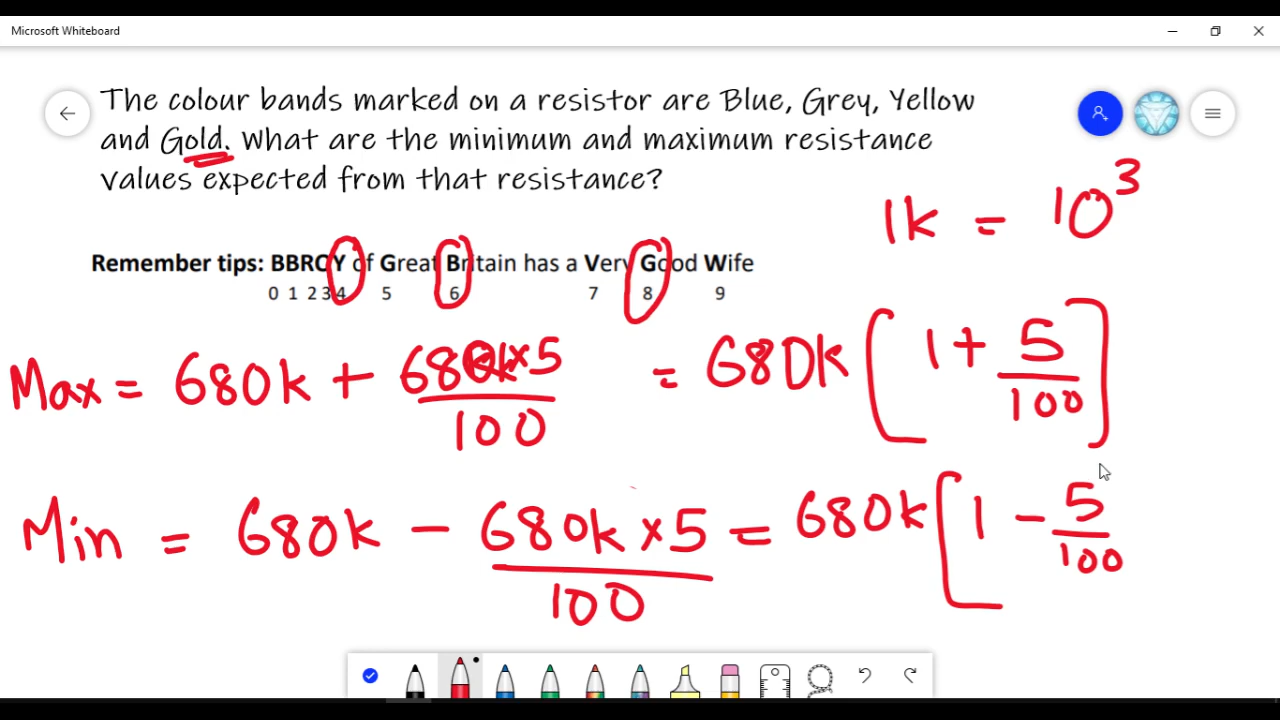 Microsoft Whiteboard
The colour bands marked on a resistor are Blue, Grey, Yellow
and Gold. What are the minimum and maximum resistance
values expected from that resistance?
1k = 10³
Remember tips: BBROY of Great Britain has a Very Good Wife
0 1 2 3 4 5 6 7 8 9
Max = 680k + 680k×5/100 = 680k [1 + 5/100]
Min = 680k - 680k×5/100 = 680k [1 - 5/100